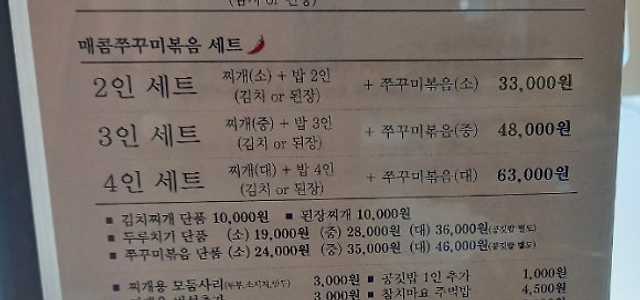 (김치 or 된장)
매콤쭈꾸미볶음 세트
2인 세트 찌개(소) + 밥 2인 + 쭈꾸미볶음(소) 33,000원
(김치 or 된장)
3인 세트 찌개(중) + 밥 3인 + 쭈꾸미볶음(중) 48,000원
(김치 or 된장)
4인 세트 찌개(대) + 밥 4인 + 쭈꾸미볶음(대) 63,000원
(김치 or 된장)
■ 김치찌개 단품 10,000원 ■ 된장찌개 10,000원
■ 두루치기 단품 (소) 19,000원 (중) 28,000원 (대) 36,000원(공깃밥 별도)
■ 쭈꾸미볶음 단품 (소) 24,000원 (중) 35,000원 (대) 46,000원(공깃밥 별도)
■ 찌개용 모둠사리(두부,소시지,만두) 3,000원 ■ 공깃밥 1인 추가 1,000원
3,000원 ■ 참치마요 주먹밥 4,500원